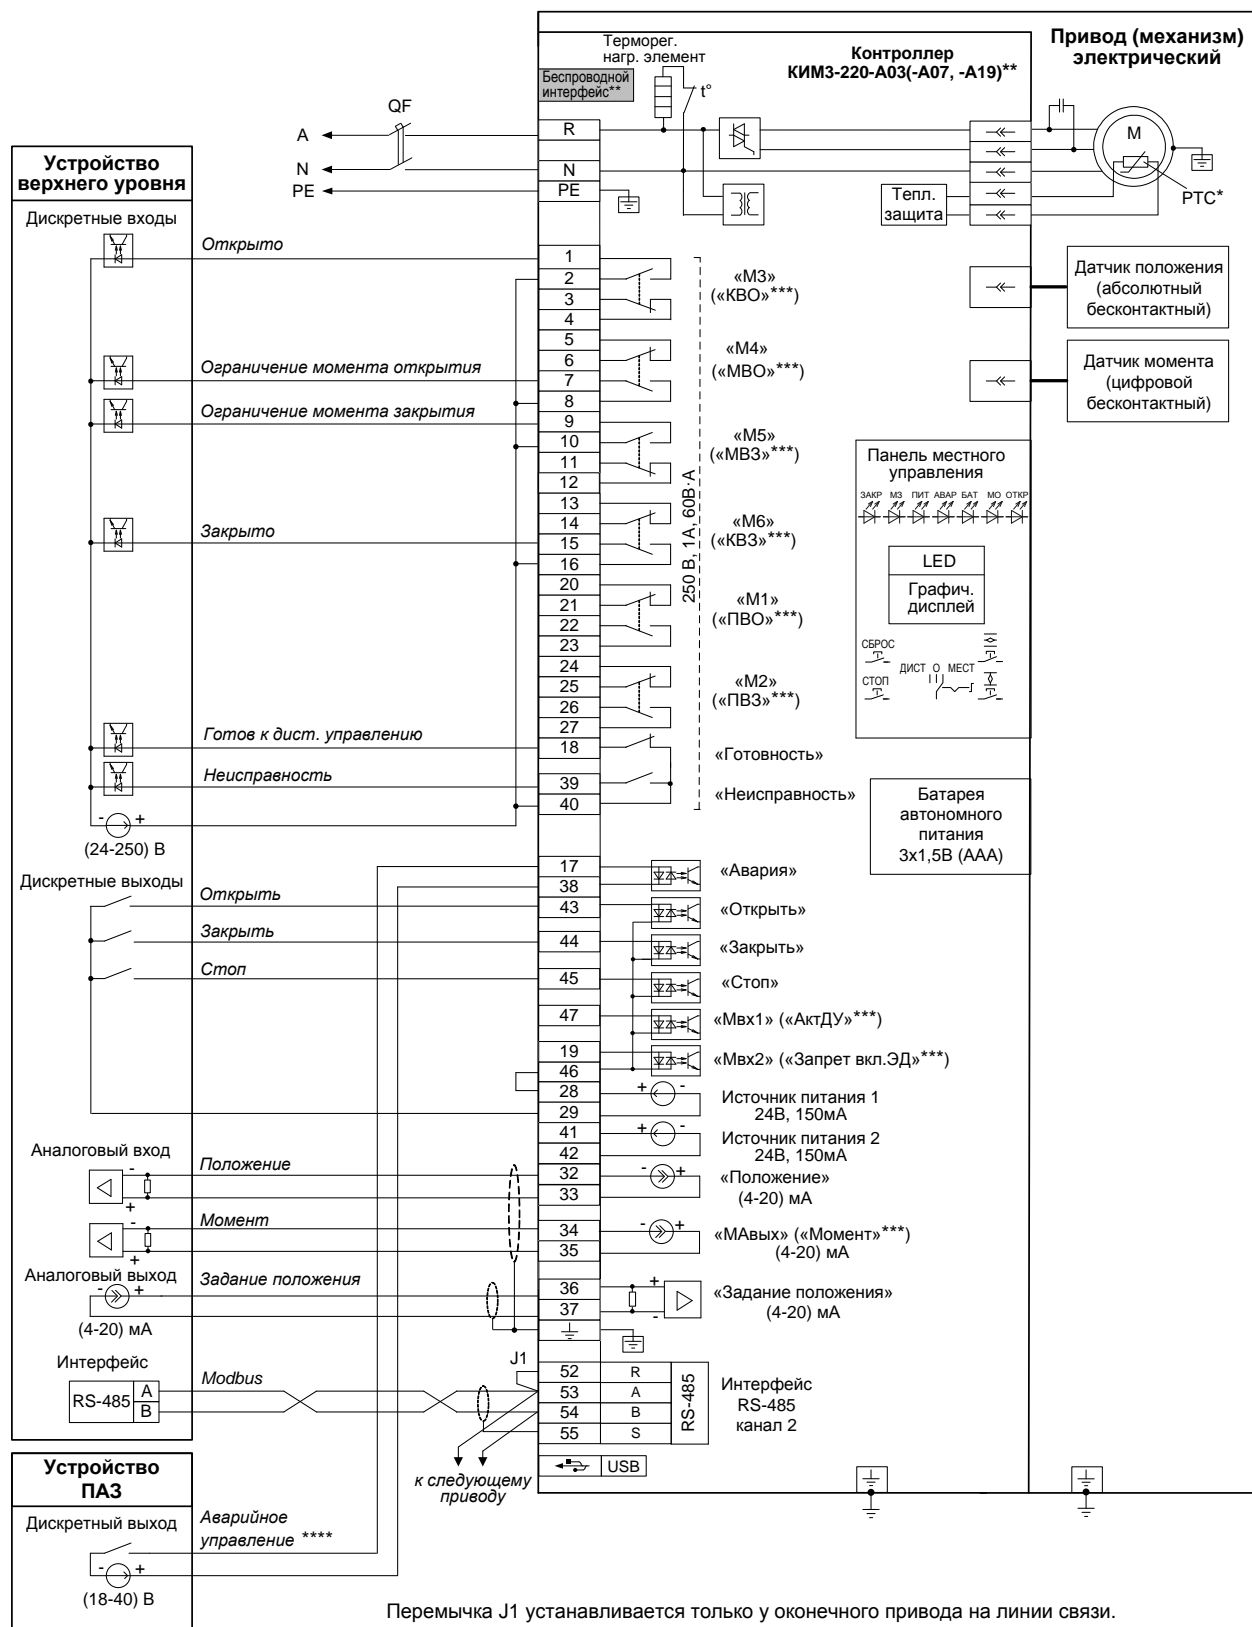 Привод (механизм)
электрический
Контроллер
КИМ3-220-А03(-А07, -А19)**
Терморег.
нагр. элемент
Беспроводной
интерфейс**
t°
QF
A
N
PE
R
N
PE
M
PTC*
Тепл.
защита
Устройство
верхнего уровня
Дискретные входы
Открыто
1
2
3
4
«М3»
(«КВО»***)
Датчик положения
(абсолютный
бесконтактный)
Ограничение момента открытия
5
6
7
8
«М4»
(«МВО»***)
Датчик момента
(цифровой
бесконтактный)
Ограничение момента закрытия
9
10
11
12
«М5»
(«МВЗ»***)
Закрыто
13
14
15
16
«М6»
(«КВЗ»***)
20
21
22
23
«М1»
(«ПВО»***)
24
25
26
27
«М2»
(«ПВЗ»***)
250 В, 1А, 60В·А
Панель местного
управления
ЗАКР МЗ ПИТ АВАР БАТ МО ОТКР
LED
Графич.
дисплей
СБРОС
СТОП
ДИСТ О МЕСТ
Готов к дист. управлению
18
«Готовность»
Неисправность
39
40
«Неисправность»
- +
(24-250) В
Батарея
автономного
питания
3х1,5В (ААА)
Дискретные выходы
17
38
«Авария»
Открыть
43
«Открыть»
Закрыть
44
«Закрыть»
Стоп
45
«Стоп»
47
«Мвх1» («АктДУ»***)
19
46
«Мвх2» («Запрет вкл.ЭД»***)
28
29
+ -
Источник питания 1
24В, 150мА
41
42
+ -
Источник питания 2
24В, 150мА
Аналоговый вход
Положение
- +
32
33
- +
«Положение»
(4-20) мА
Момент
- +
34
35
- +
«МАвых» («Момент»***)
(4-20) мА
Аналоговый выход
Задание положения
- +
(4-20) мА
36
37
+ -
«Задание положения»
(4-20) мА
Интерфейс
RS-485
A
B
Modbus
J1
52 R
53 A
54 B
55 S
RS-485
Интерфейс
RS-485
канал 2
USB
к следующему
приводу
Устройство
ПАЗ
Дискретный выход
Аварийное
управление ****
- +
(18-40) В
Перемычка J1 устанавливается только у оконечного привода на линии связи.